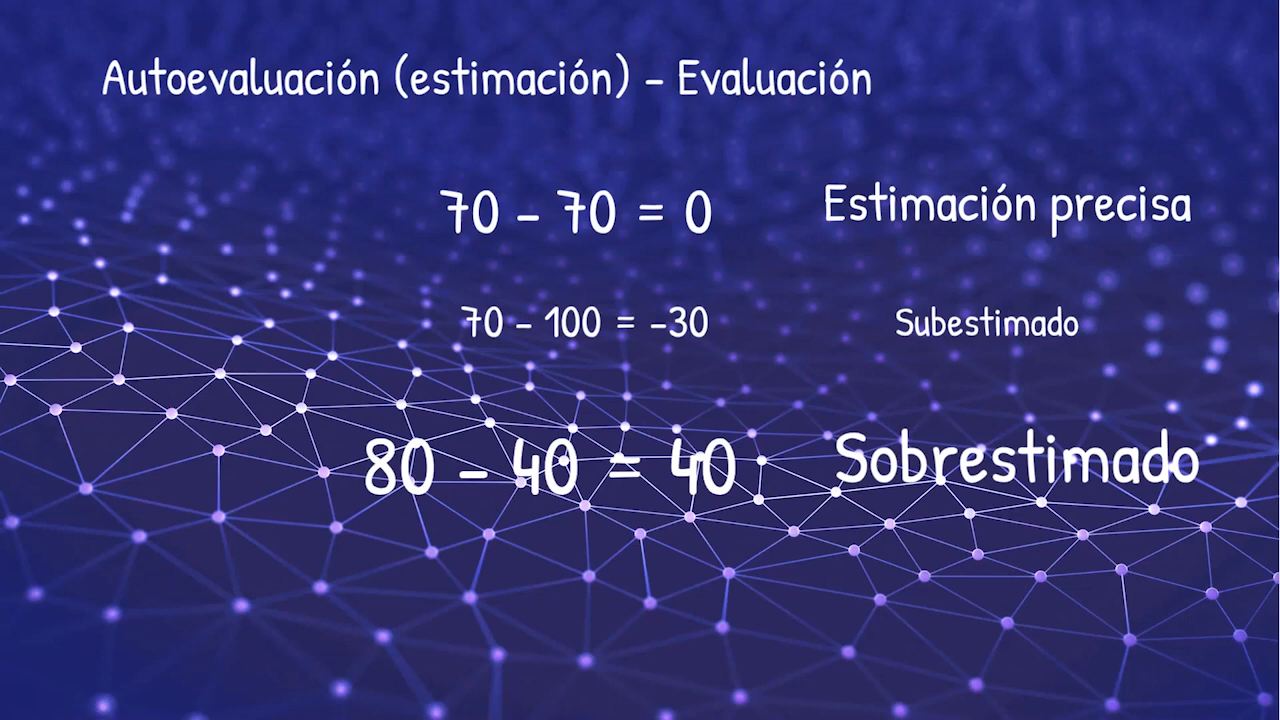 Autoevaluación (estimación) - Evaluación
70 - 70 = 0 Estimación precisa
70 - 100 = -30 Subestimado
80 - 40 = 40 Sobrestimado